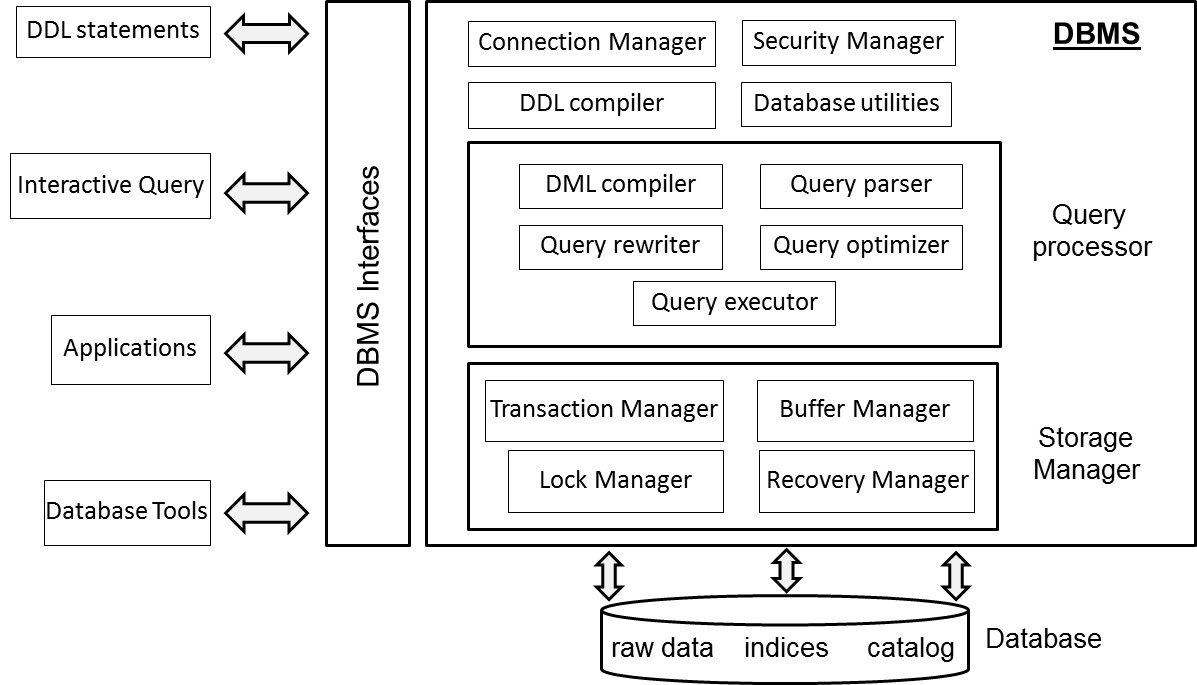 DDL statements
Interactive Query
Applications
Database Tools
DBMS Interfaces
DBMS
Connection Manager
Security Manager
DDL compiler
Database utilities
DML compiler
Query parser
Query rewriter
Query optimizer
Query executor
Query
processor
Transaction Manager
Buffer Manager
Lock Manager
Recovery Manager
Storage
Manager
raw data indices catalog
Database